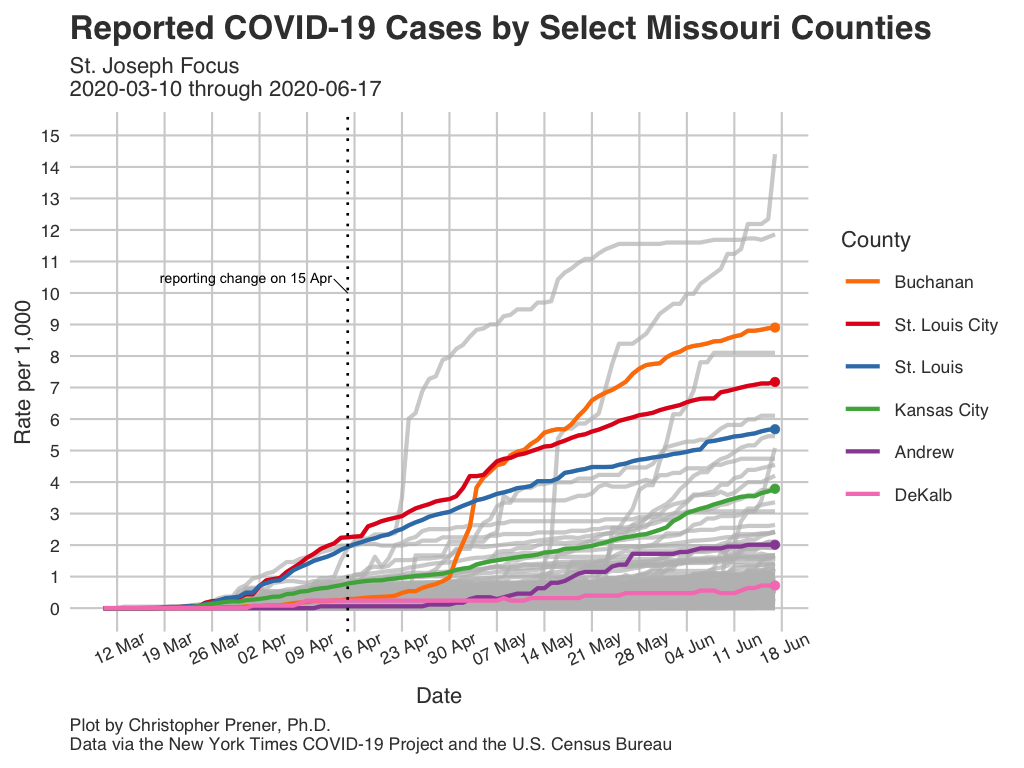 Reported COVID-19 Cases by Select Missouri Counties
St. Joseph Focus
2020-03-10 through 2020-06-17
15
14
13
12
11
10
9
8
7
6
5
4
3
2
1
0
Rate per 1,000
reporting change on 15 Apr
12 Mar
19 Mar
26 Mar
02 Apr
09 Apr
16 Apr
23 Apr
30 Apr
07 May
14 May
21 May
28 May
04 Jun
11 Jun
18 Jun
Date
County
Buchanan
St. Louis City
St. Louis
Kansas City
Andrew
DeKalb
Plot by Christopher Prener, Ph.D.
Data via the New York Times COVID-19 Project and the U.S. Census Bureau